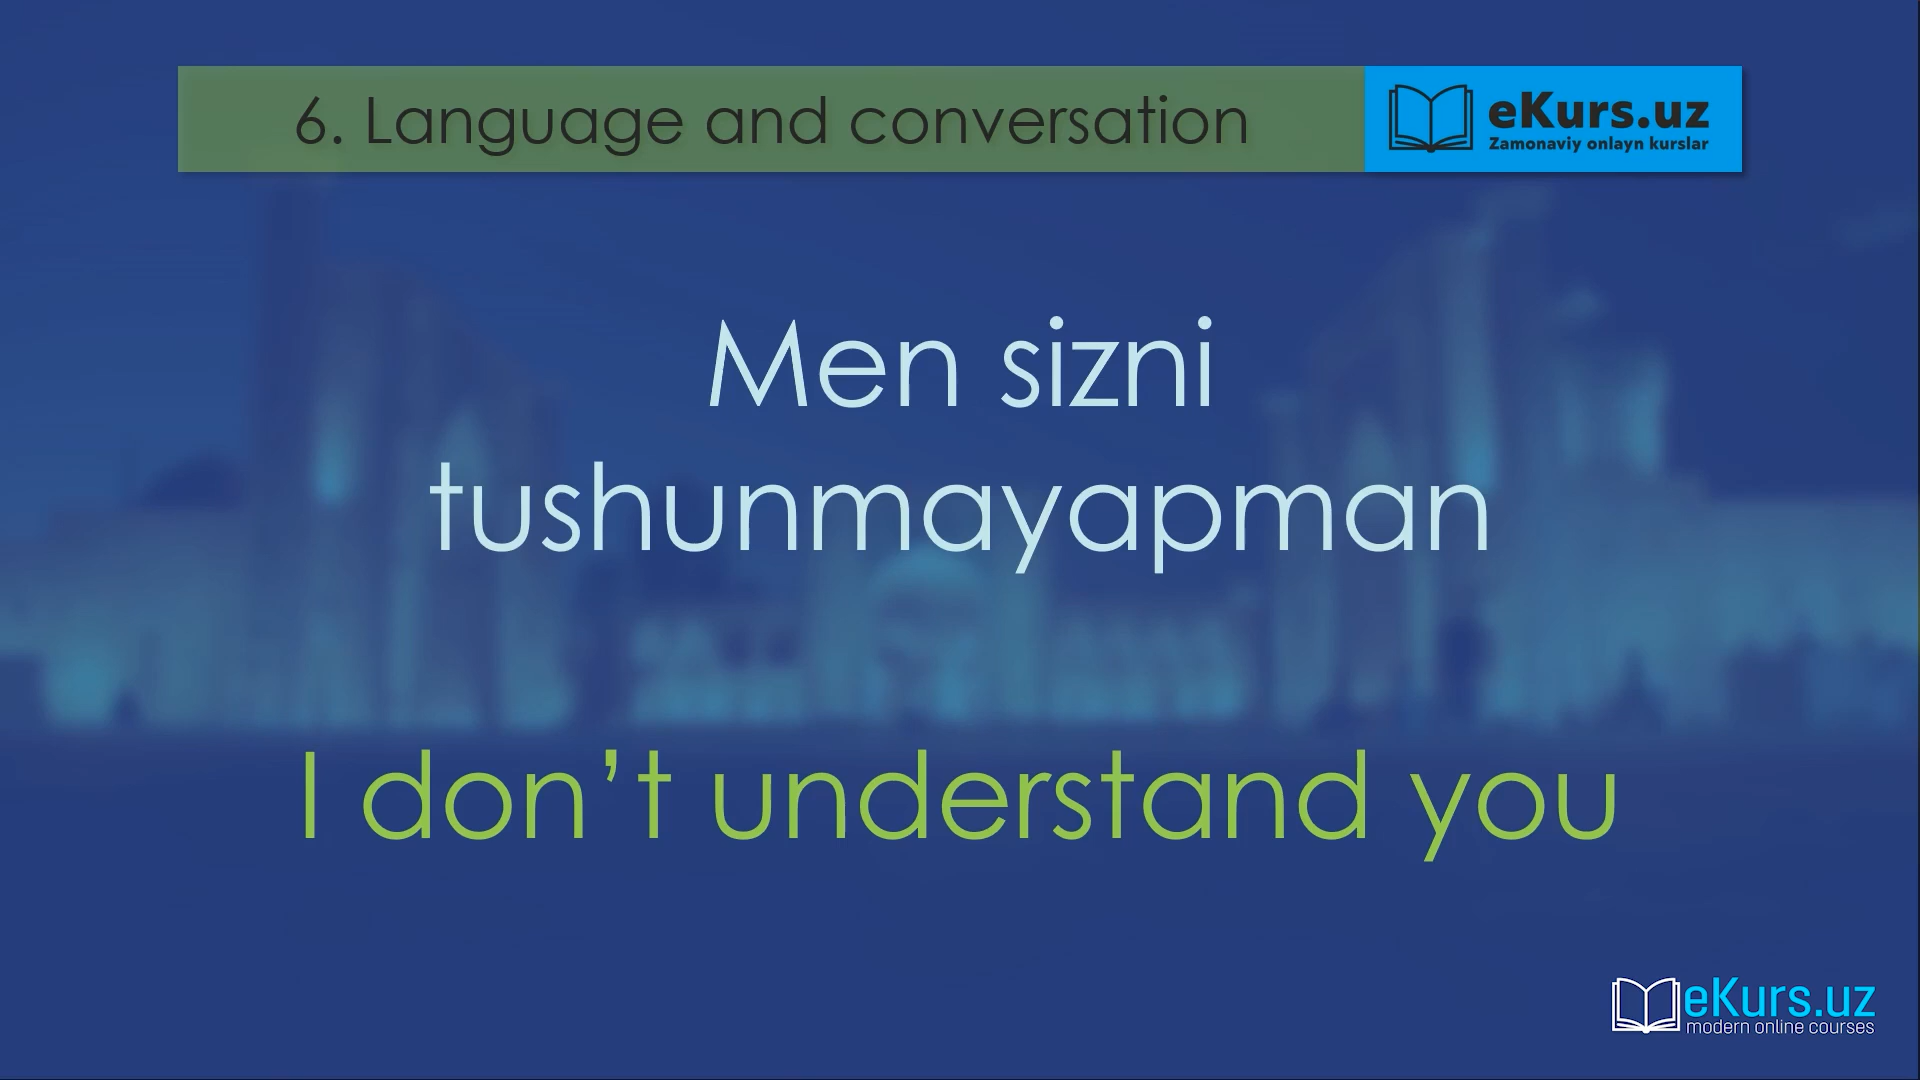 6. Language and conversation
eKurs.uz
Zamonaviy onlayn kurslar
Men sizni
tushunmayapman
I don’t understand you
eKurs.uz
modern online courses